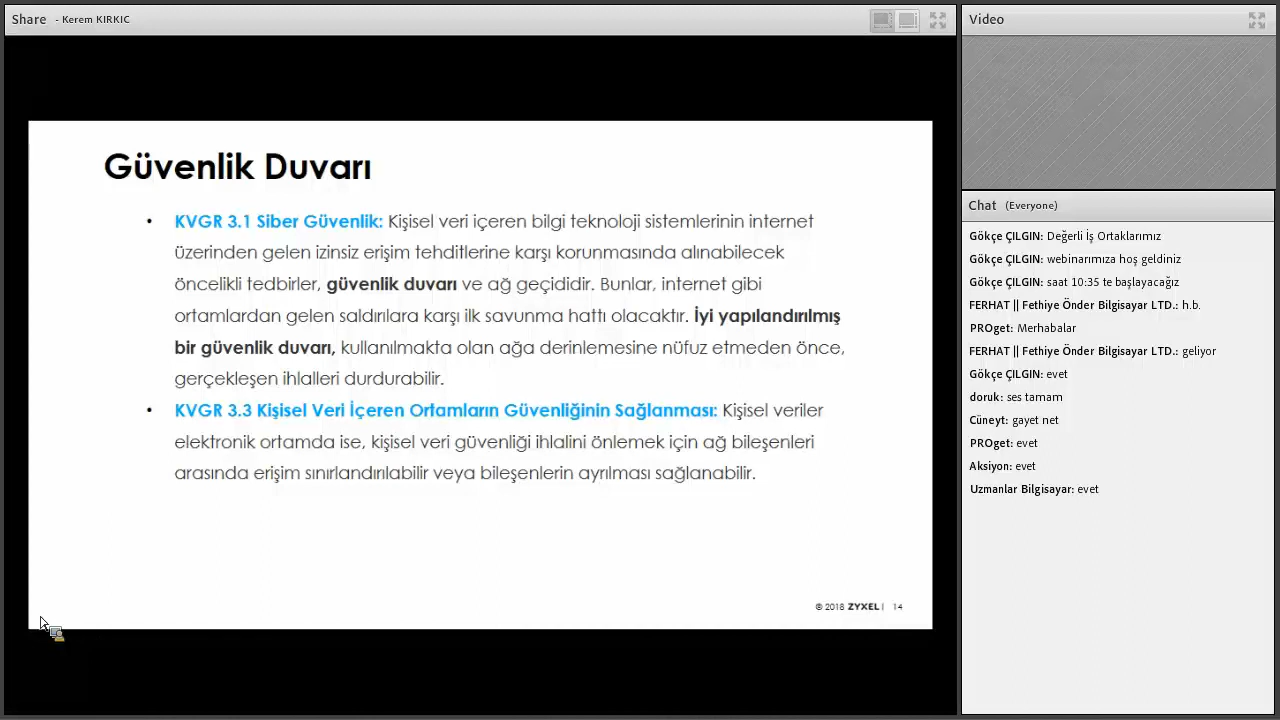 Share - Kerem KIRKIC
Güvenlik Duvarı
• KVGR 3.1 Siber Güvenlik: Kişisel veri içeren bilgi teknoloji sistemlerinin internet
üzerinden gelen izinsiz erişim tehditlerine karşı korunmasında alınabilecek
öncelikli tedbirler, güvenlik duvarı ve ağ geçididir. Bunlar, internet gibi
ortamlardan gelen saldırılara karşı ilk savunma hattı olacaktır. İyi yapılandırılmış
bir güvenlik duvarı, kullanılmakta olan ağa derinlemesine nüfuz etmeden önce,
gerçekleşen ihlalleri durdurabilir.
• KVGR 3.3 Kişisel Veri İçeren Ortamların Güvenliğinin Sağlanması: Kişisel veriler
elektronik ortamda ise, kişisel veri güvenliği ihlalini önlemek için ağ bileşenleri
arasında erişim sınırlandırılabilir veya bileşenlerin ayrılması sağlanabilir.
© 2018 ZYXEL | 14
Video
Chat (Everyone)
Gökçe ÇILGIN: Değerli İş Ortaklarımız
Gökçe ÇILGIN: webinarımıza hoş geldiniz
Gökçe ÇILGIN: saat 10:35 te başlayacağız
FERHAT || Fethiye Önder Bilgisayar LTD.: h.b.
PROget: Merhabalar
FERHAT || Fethiye Önder Bilgisayar LTD.: geliyor
Gökçe ÇILGIN: evet
doruk: ses tamam
Cüneyt: gayet net
PROget: evet
Aksiyon: evet
Uzmanlar Bilgisayar: evet